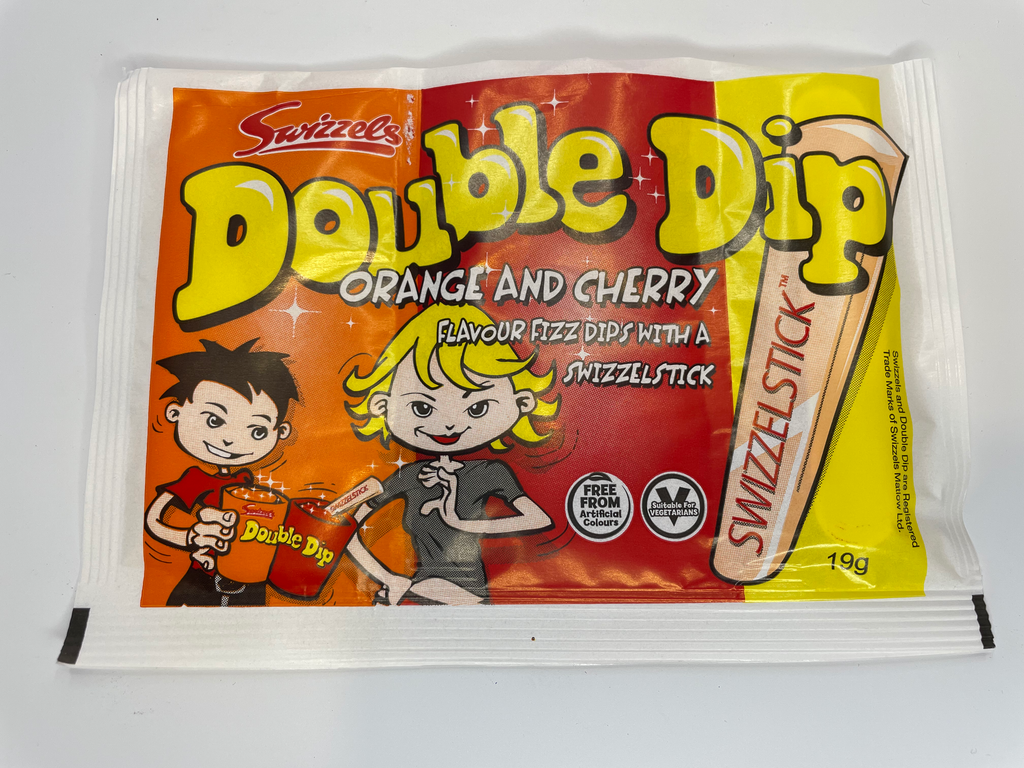 Swizzels
Double Dip
ORANGE AND CHERRY
FLAVOUR FIZZ DIPS WITH A
SWIZZELSTICK
SWIZZELSTICK™
Swizzels and Double Dip are Registered
Trade Marks of Swizzels Matlow Ltd.
FREE
FROM
Artificial
Colours
V
Suitable For
VEGETARIANS
19g
Swizzels
Double Dip
SWIZZELSTICK